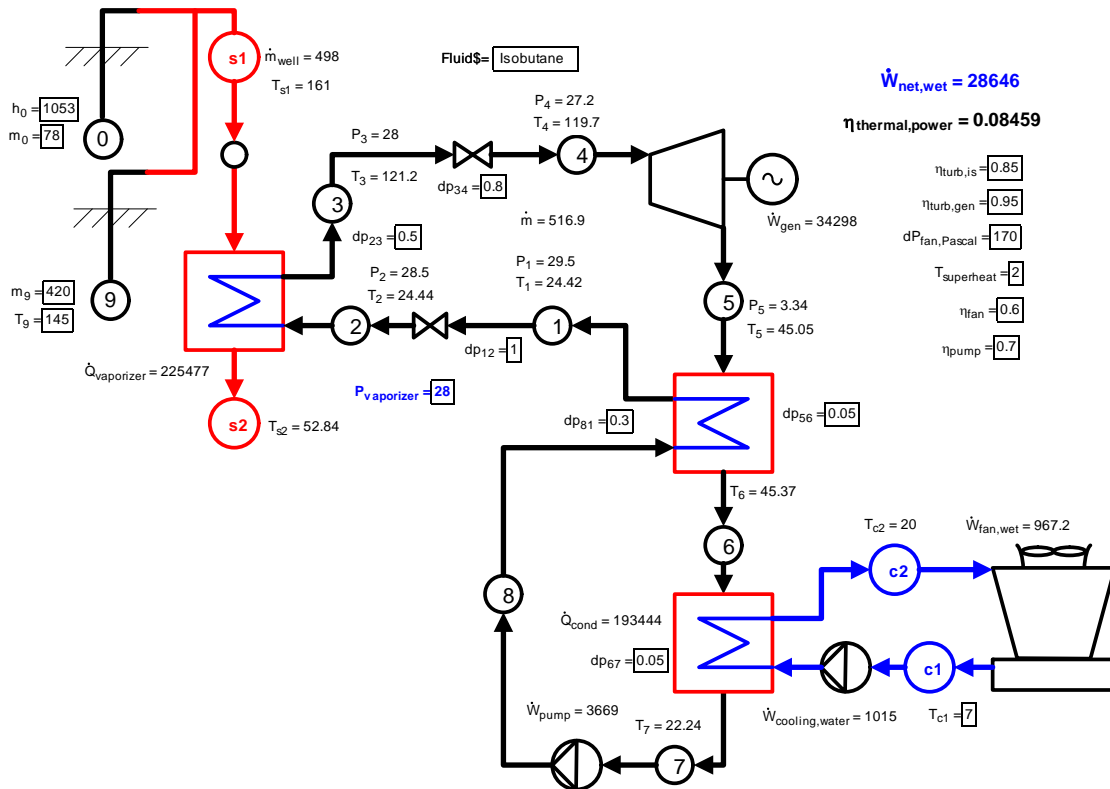 s1
ṁwell = 498
Ts1 = 161
Fluid$= Isobutane
Ẇnet,wet = 28646
ηthermal,power = 0.08459
h0 = 1053
m0 = 78
0
P4 = 27.2
T4 = 119.7
4
P3 = 28
T3 = 121.2
3
dp34 = 0.8
ηturb,is = 0.85
ηturb,gen = 0.95
dPfan,Pascal = 170
Tsuperheat = 2
ηfan = 0.6
ηpump = 0.7
~
Ẇgen = 34298
ṁ = 516.9
dp23 = 0.5
P2 = 28.5
T2 = 24.44
P1 = 29.5
T1 = 24.42
m9 = 420
T9 = 145
9
2
1
5
P5 = 3.34
T5 = 45.05
dp12 = 1
Q̇vaporizer = 225477
Pvaporizer = 28
s2
Ts2 = 52.84
dp81 = 0.3
dp56 = 0.05
T6 = 45.37
6
8
Tc2 = 20
Ẇfan,wet = 967.2
c2
Q̇cond = 193444
dp67 = 0.05
c1
Ẇcooling,water = 1015
Tc1 = 7
Ẇpump = 3669
T7 = 22.24
7